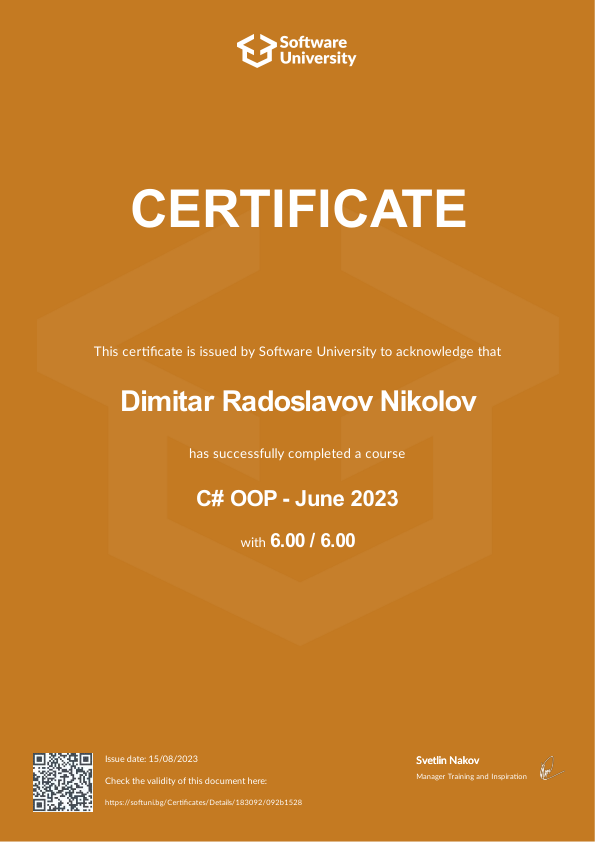 Software
University
CERTIFICATE
This certificate is issued by Software University to acknowledge that
Dimitar Radoslavov Nikolov
has successfully completed a course
C# OOP - June 2023
with 6.00 / 6.00
Issue date: 15/08/2023
Check the validity of this document here:
https://softuni.bg/Certificates/Details/183092/092b1528
Svetlin Nakov
Manager Training and Inspiration